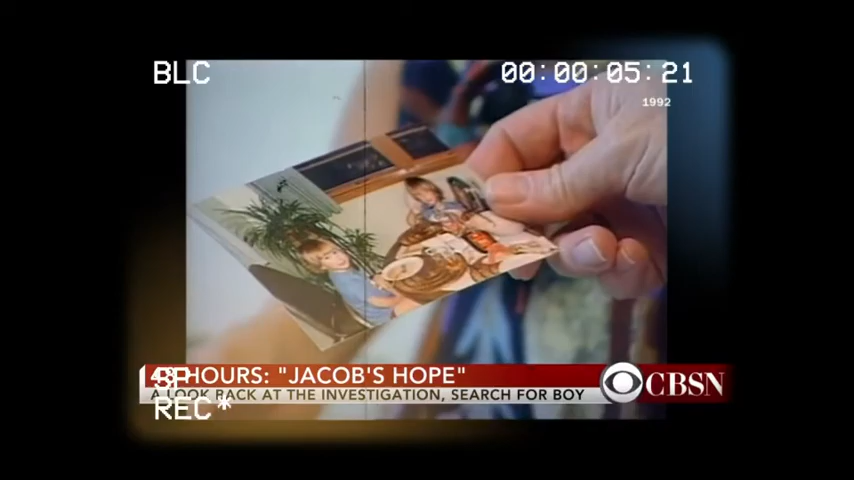 BLC
00:00:05:21
1992
48 HOURS: "JACOB'S HOPE"
A LOOK BACK AT THE INVESTIGATION, SEARCH FOR BOY
CBSN
SP
REC*